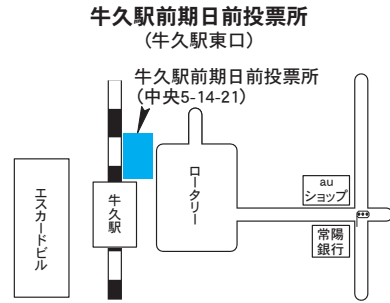 牛久駅前期日前投票所
(牛久駅東口)
牛久駅前期日前投票所
(中央5-14-21)
エスカードビル
牛久駅
ロータリー
au
ショップ
常陽
銀行